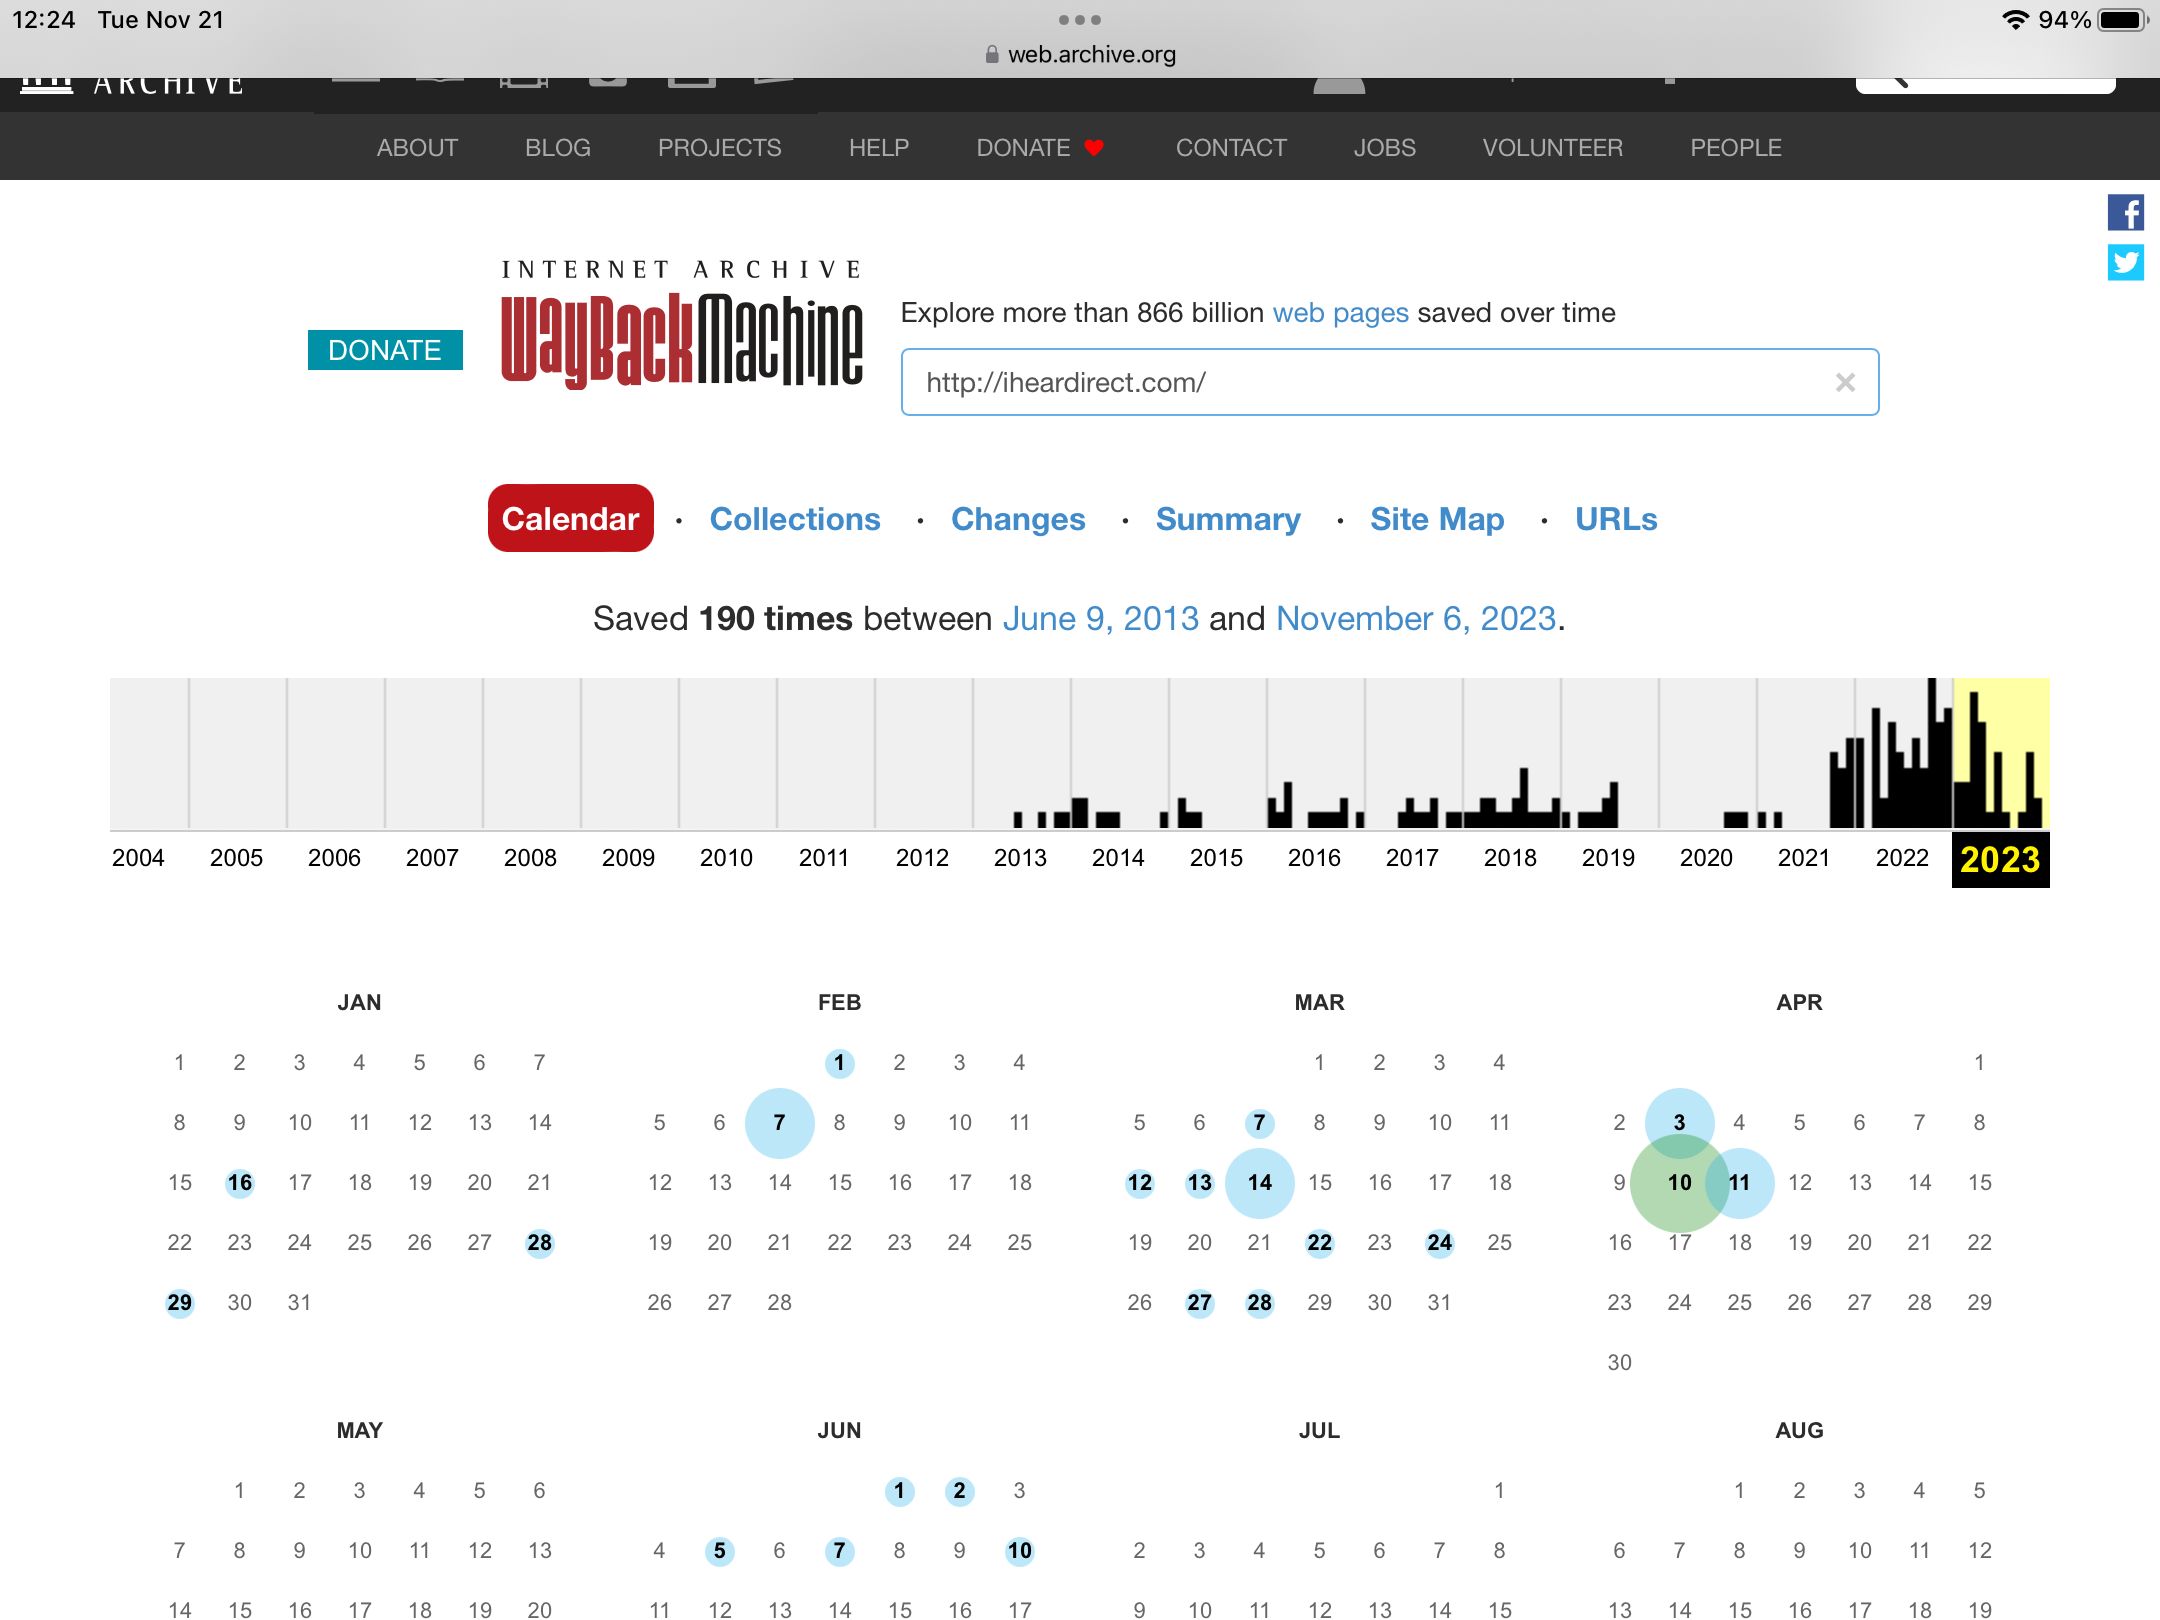 12:24 Tue Nov 21
94%
web.archive.org
ARCHIVE
ABOUT BLOG PROJECTS HELP DONATE CONTACT JOBS VOLUNTEER PEOPLE
INTERNET ARCHIVE
WayBackMachine
DONATE
Explore more than 866 billion web pages saved over time
http://iheardirect.com/
Calendar · Collections · Changes · Summary · Site Map · URLs
Saved 190 times between June 9, 2013 and November 6, 2023.
2004 2005 2006 2007 2008 2009 2010 2011 2012 2013 2014 2015 2016 2017 2018 2019 2020 2021 2022 2023
JAN
1 2 3 4 5 6 7
8 9 10 11 12 13 14
15 16 17 18 19 20 21
22 23 24 25 26 27 28
29 30 31
FEB
1 2 3 4
5 6 7 8 9 10 11
12 13 14 15 16 17 18
19 20 21 22 23 24 25
26 27 28
MAR
1 2 3 4
5 6 7 8 9 10 11
12 13 14 15 16 17 18
19 20 21 22 23 24 25
26 27 28 29 30 31
APR
1
2 3 4 5 6 7 8
9 10 11 12 13 14 15
16 17 18 19 20 21 22
23 24 25 26 27 28 29
30
MAY
1 2 3 4 5 6
7 8 9 10 11 12 13
14 15 16 17 18 19 20
JUN
1 2 3
4 5 6 7 8 9 10
11 12 13 14 15 16 17
JUL
1
2 3 4 5 6 7 8
9 10 11 12 13 14 15
AUG
1 2 3 4 5
6 7 8 9 10 11 12
13 14 15 16 17 18 19